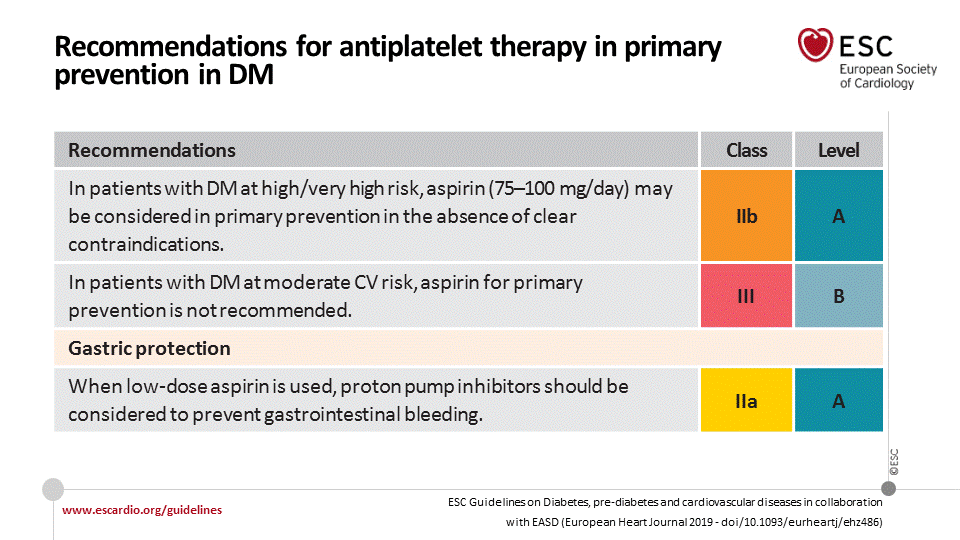 Recommendations for antiplatelet therapy in primary
prevention in DM
ESC
European Society
of Cardiology
Recommendations Class Level
In patients with DM at high/very high risk, aspirin (75–100 mg/day) may
be considered in primary prevention in the absence of clear
contraindications.
IIb A
In patients with DM at moderate CV risk, aspirin for primary
prevention is not recommended.
III B
Gastric protection
When low-dose aspirin is used, proton pump inhibitors should be
considered to prevent gastrointestinal bleeding.
IIa A
©ESC
www.escardio.org/guidelines
ESC Guidelines on Diabetes, pre-diabetes and cardiovascular diseases in collaboration
with EASD (European Heart Journal 2019 - doi/10.1093/eurheartj/ehz486)